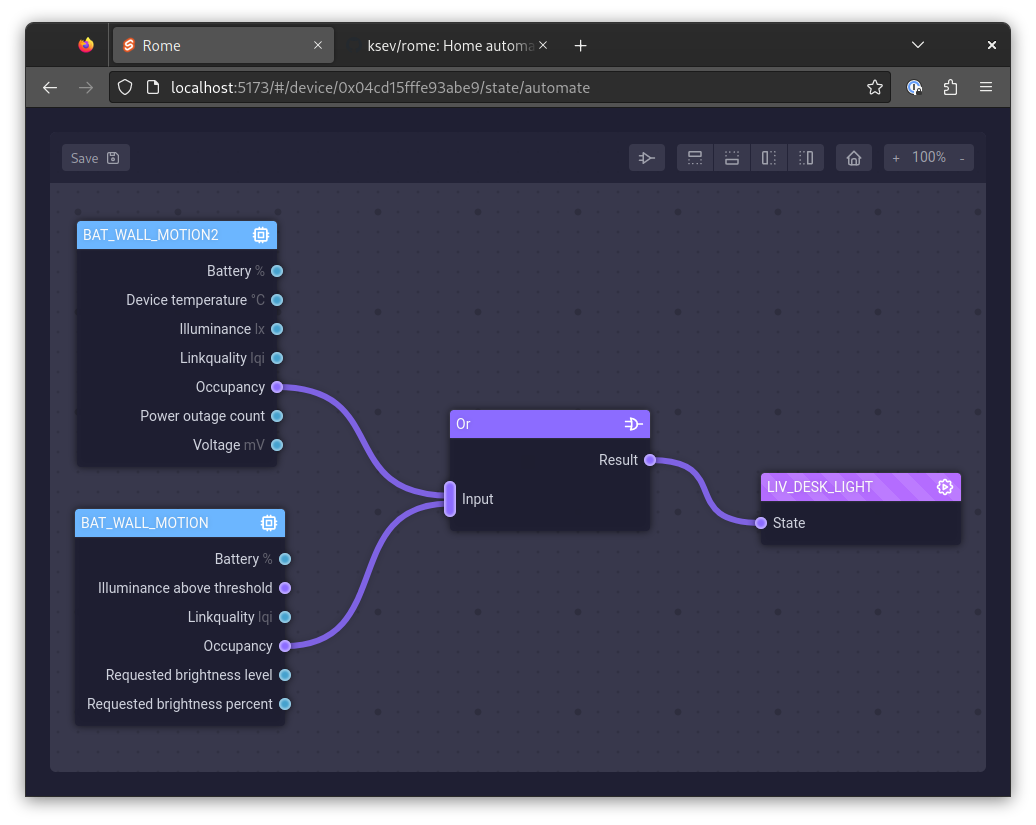 Rome
ksev/rome: Home automa
localhost:5173/#/device/0x04cd15fffe93abe9/state/automate
Save
+ 100% -
BAT_WALL_MOTION2
Battery %
Device temperature °C
Illuminance lx
Linkquality lqi
Occupancy
Power outage count
Voltage mV
Or
Result
Input
LIV_DESK_LIGHT
State
BAT_WALL_MOTION
Battery %
Illuminance above threshold
Linkquality lqi
Occupancy
Requested brightness level
Requested brightness percent